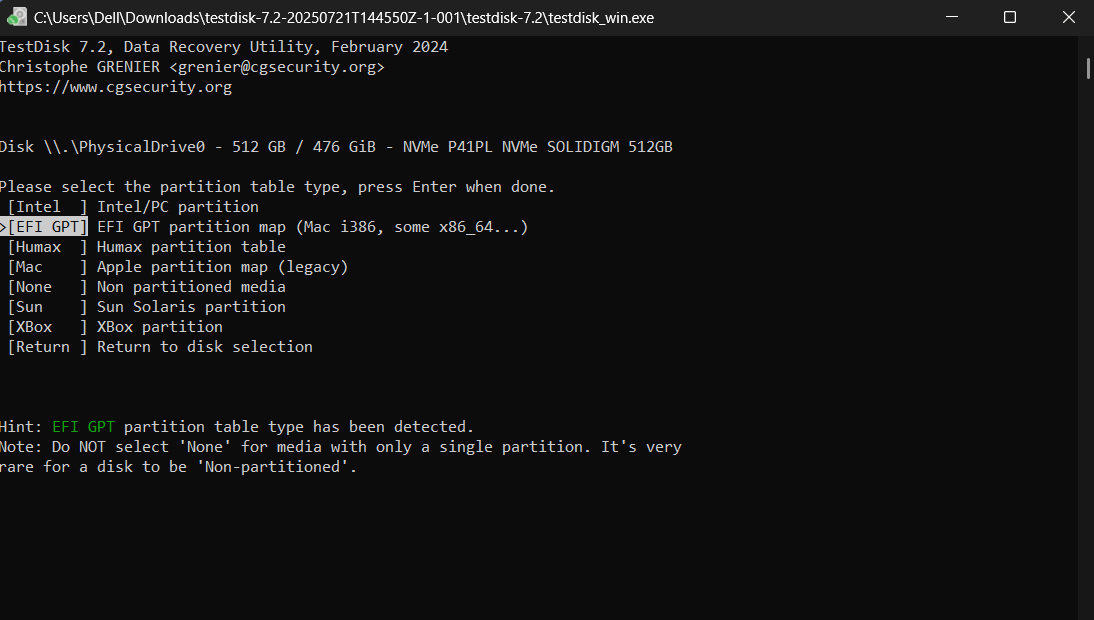 C:\Users\Dell\Downloads\testdisk-7.2-20250721T144550Z-1-001\testdisk-7.2\testdisk_win.exe
TestDisk 7.2, Data Recovery Utility, February 2024
Christophe GRENIER <grenier@cgsecurity.org>
https://www.cgsecurity.org
Disk \\.\PhysicalDrive0 - 512 GB / 476 GiB - NVMe P41PL NVMe SOLIDIGM 512GB
Please select the partition table type, press Enter when done.
[Intel  ] Intel/PC partition
>[EFI GPT] EFI GPT partition map (Mac i386, some x86_64...)
[Humax  ] Humax partition table
[Mac    ] Apple partition map (legacy)
[None   ] Non partitioned media
[Sun    ] Sun Solaris partition
[XBox   ] XBox partition
[Return ] Return to disk selection
Hint: EFI GPT partition table type has been detected.
Note: Do NOT select 'None' for media with only a single partition. It's very
rare for a disk to be 'Non-partitioned'.